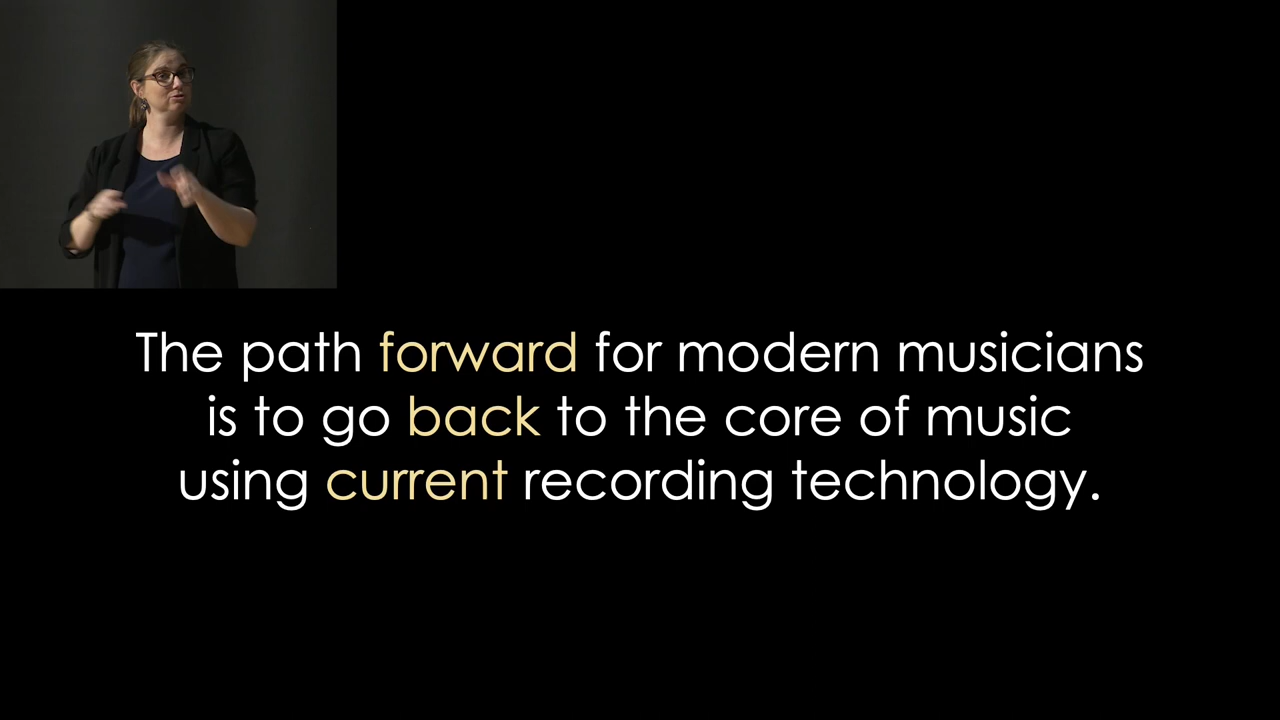 The path forward for modern musicians
is to go back to the core of music
using current recording technology.